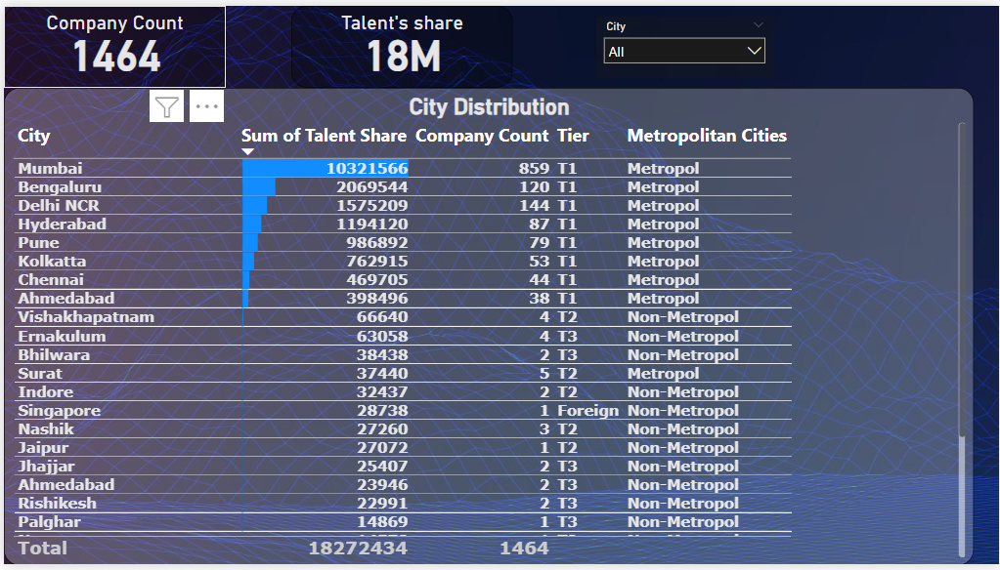 Company Count
1464
Talent's share
18M
City
All
City Distribution
City Sum of Talent Share Company Count Tier Metropolitan Cities
Mumbai 10321566 859 T1 Metropol
Bengaluru 2069544 120 T1 Metropol
Delhi NCR 1575209 144 T1 Metropol
Hyderabad 1194120 87 T1 Metropol
Pune 986892 79 T1 Metropol
Kolkatta 762915 53 T1 Metropol
Chennai 469705 44 T1 Metropol
Ahmedabad 398496 38 T1 Metropol
Vishakhapatnam 66640 4 T2 Non-Metropol
Ernakulum 63058 4 T3 Non-Metropol
Bhilwara 38438 2 T3 Non-Metropol
Surat 37440 5 T2 Metropol
Indore 32437 2 T2 Non-Metropol
Singapore 28738 1 Foreign Non-Metropol
Nashik 27260 3 T2 Non-Metropol
Jaipur 27072 1 T2 Non-Metropol
Jhajjar 25407 2 T3 Non-Metropol
Ahmedabad 23946 2 T3 Non-Metropol
Rishikesh 22991 2 T3 Non-Metropol
Palghar 14869 1 T3 Non-Metropol
Total 18272434 1464